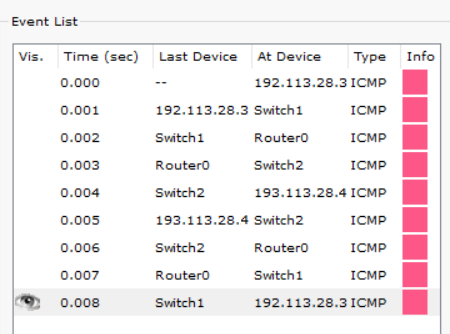 Event List
Vis. Time (sec) Last Device At Device Type Info
0.000 -- 192.113.28.3 ICMP
0.001 192.113.28.3 Switch1 ICMP
0.002 Switch1 Router0 ICMP
0.003 Router0 Switch2 ICMP
0.004 Switch2 193.113.28.4 ICMP
0.005 193.113.28.4 Switch2 ICMP
0.006 Switch2 Router0 ICMP
0.007 Router0 Switch1 ICMP
0.008 Switch1 192.113.28.3 ICMP